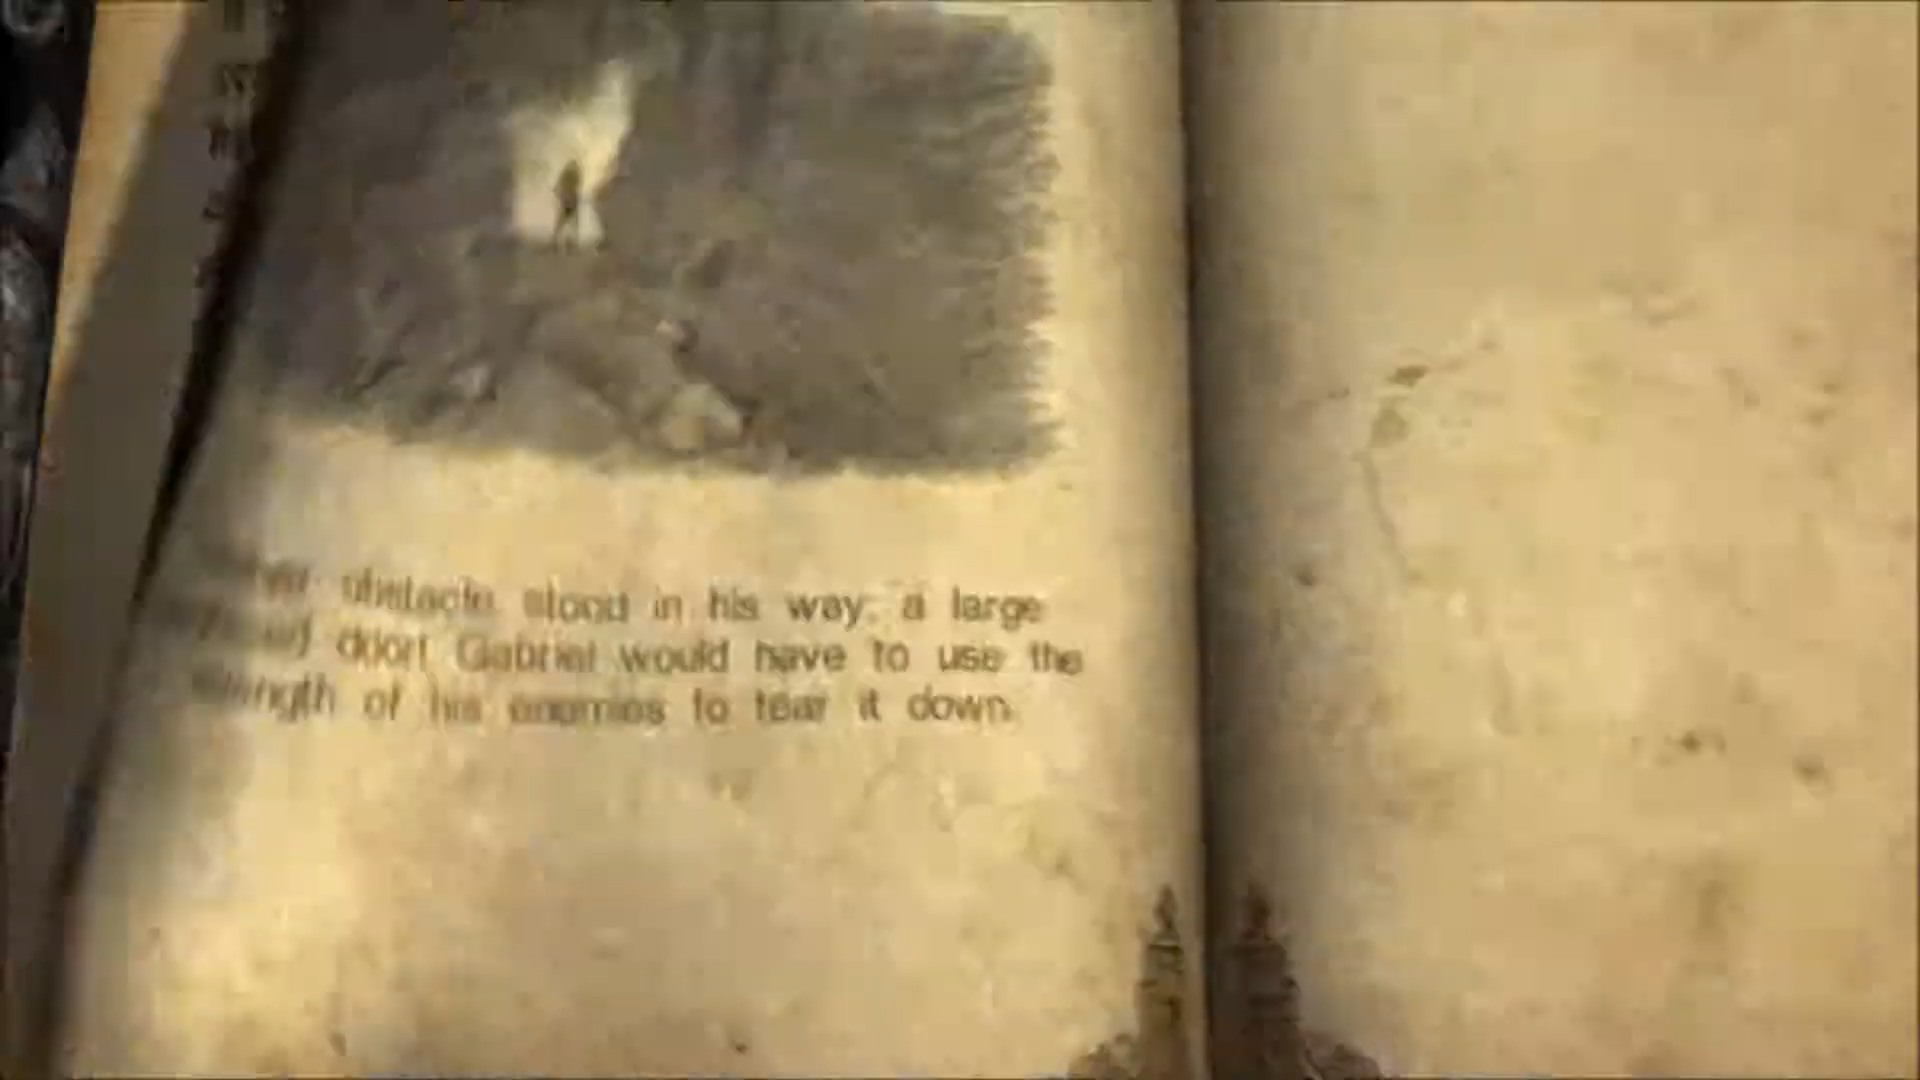 obstacle stood in his way: a large
door! Gabriel would have to use the
strength of his enemies to tear it down.